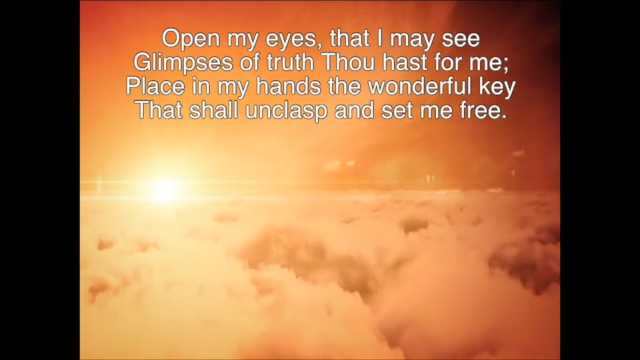 Open my eyes, that I may see
Glimpses of truth Thou hast for me;
Place in my hands the wonderful key
That shall unclasp and set me free.